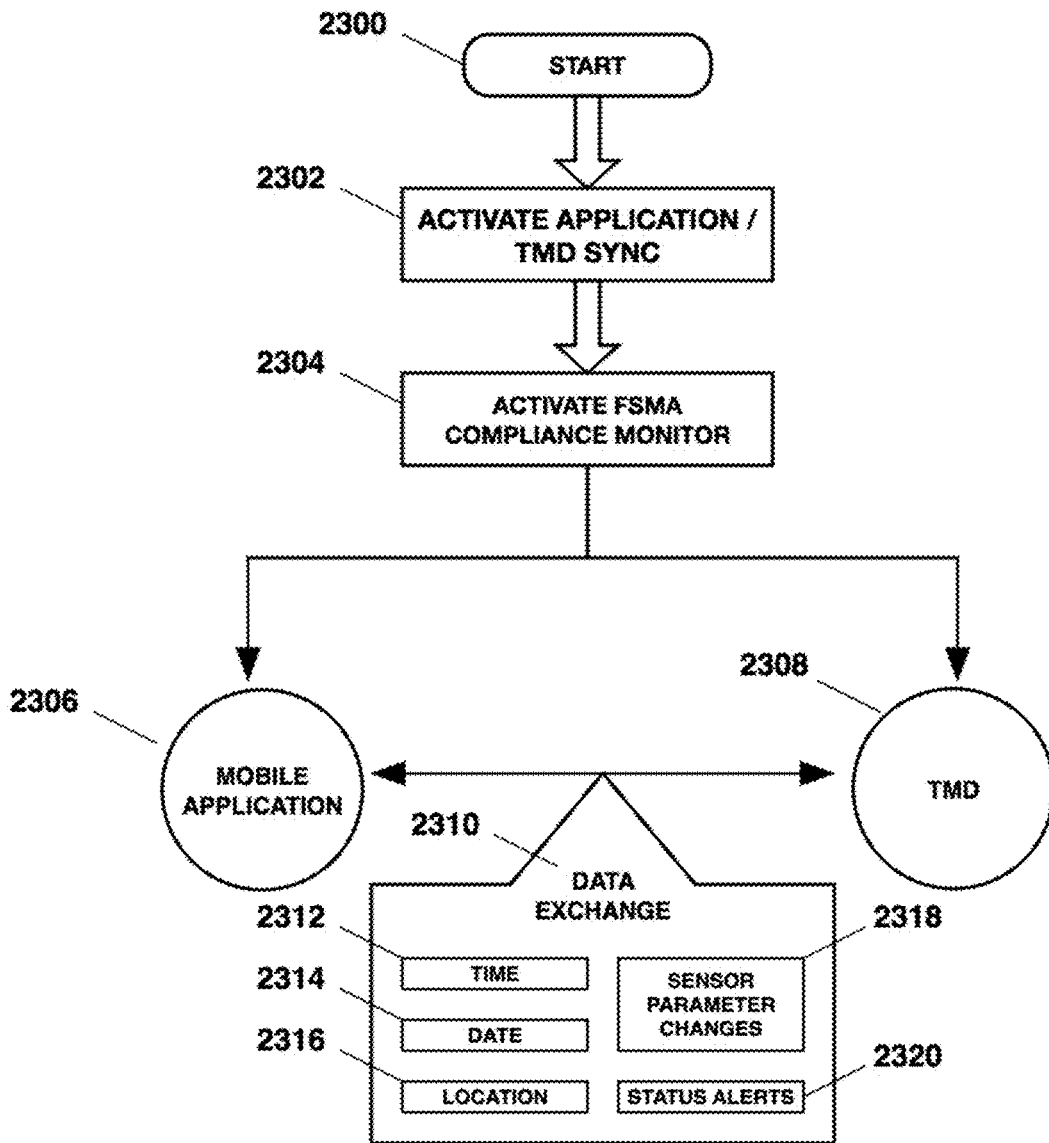 2300
START
2302
ACTIVATE APPLICATION /
TMD SYNC
2304
ACTIVATE FSMA
COMPLIANCE MONITOR
2306
MOBILE
APPLICATION
2308
TMD
2310
DATA
EXCHANGE
2312
TIME
2314
DATE
2316
LOCATION
2318
SENSOR
PARAMETER
CHANGES
2320
STATUS ALERTS